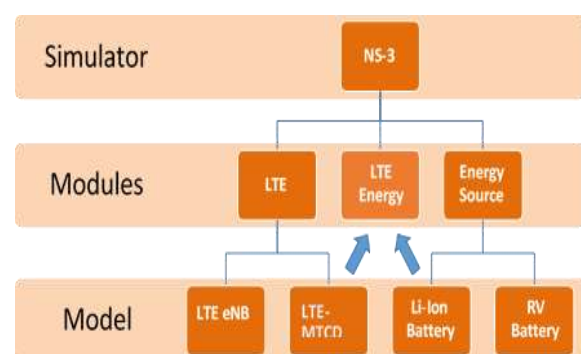 Simulator
NS-3
Modules
LTE
LTE
Energy
Energy
Source
Model
LTE eNB
LTE-
MTCD
Li-Ion
Battery
RV
Battery